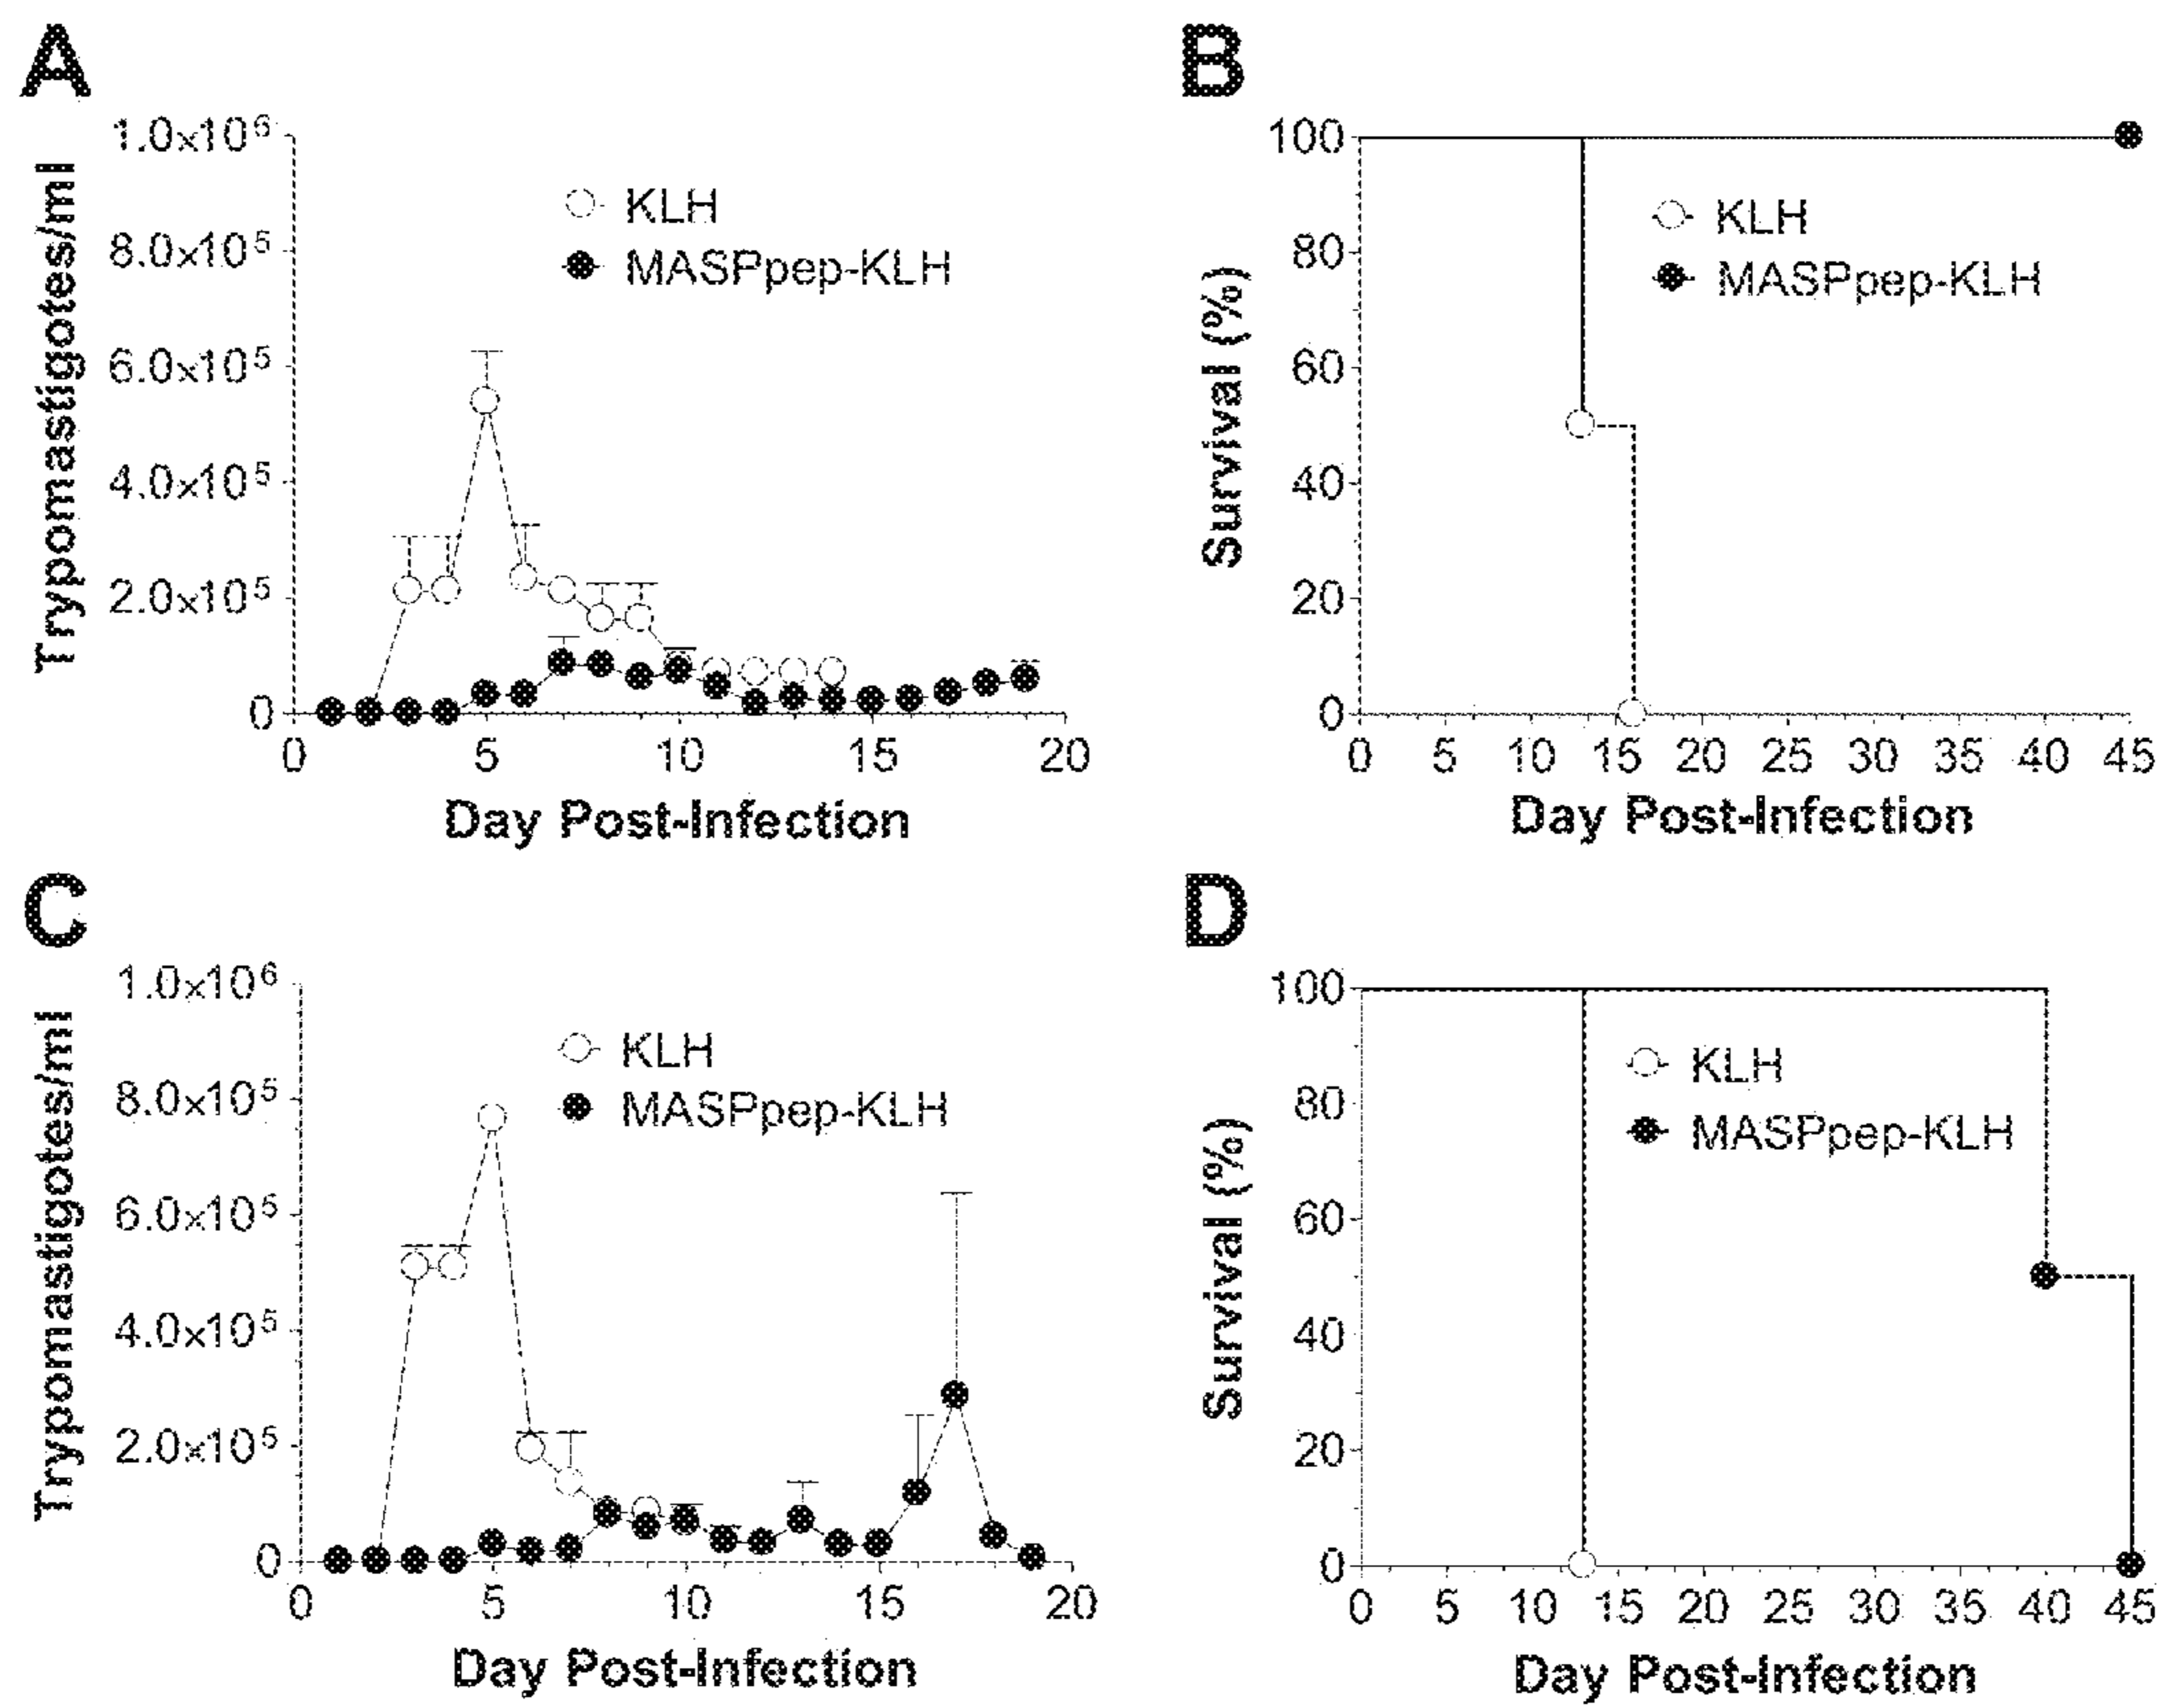 A
Trypomastigotes/ml
1.0x10⁶
8.0x10⁵
6.0x10⁵
4.0x10⁵
2.0x10⁵
0
KLH
MASPpep-KLH
0 5 10 15 20
Day Post-Infection
B
Survival (%)
100
80
60
40
20
0
KLH
MASPpep-KLH
0 5 10 15 20 25 30 35 40 45
Day Post-Infection
C
Trypomastigotes/ml
1.0x10⁶
8.0x10⁵
6.0x10⁵
4.0x10⁵
2.0x10⁵
0
KLH
MASPpep-KLH
0 5 10 15 20
Day Post-Infection
D
Survival (%)
100
80
60
40
20
0
KLH
MASPpep-KLH
0 5 10 15 20 25 30 35 40 45
Day Post-Infection